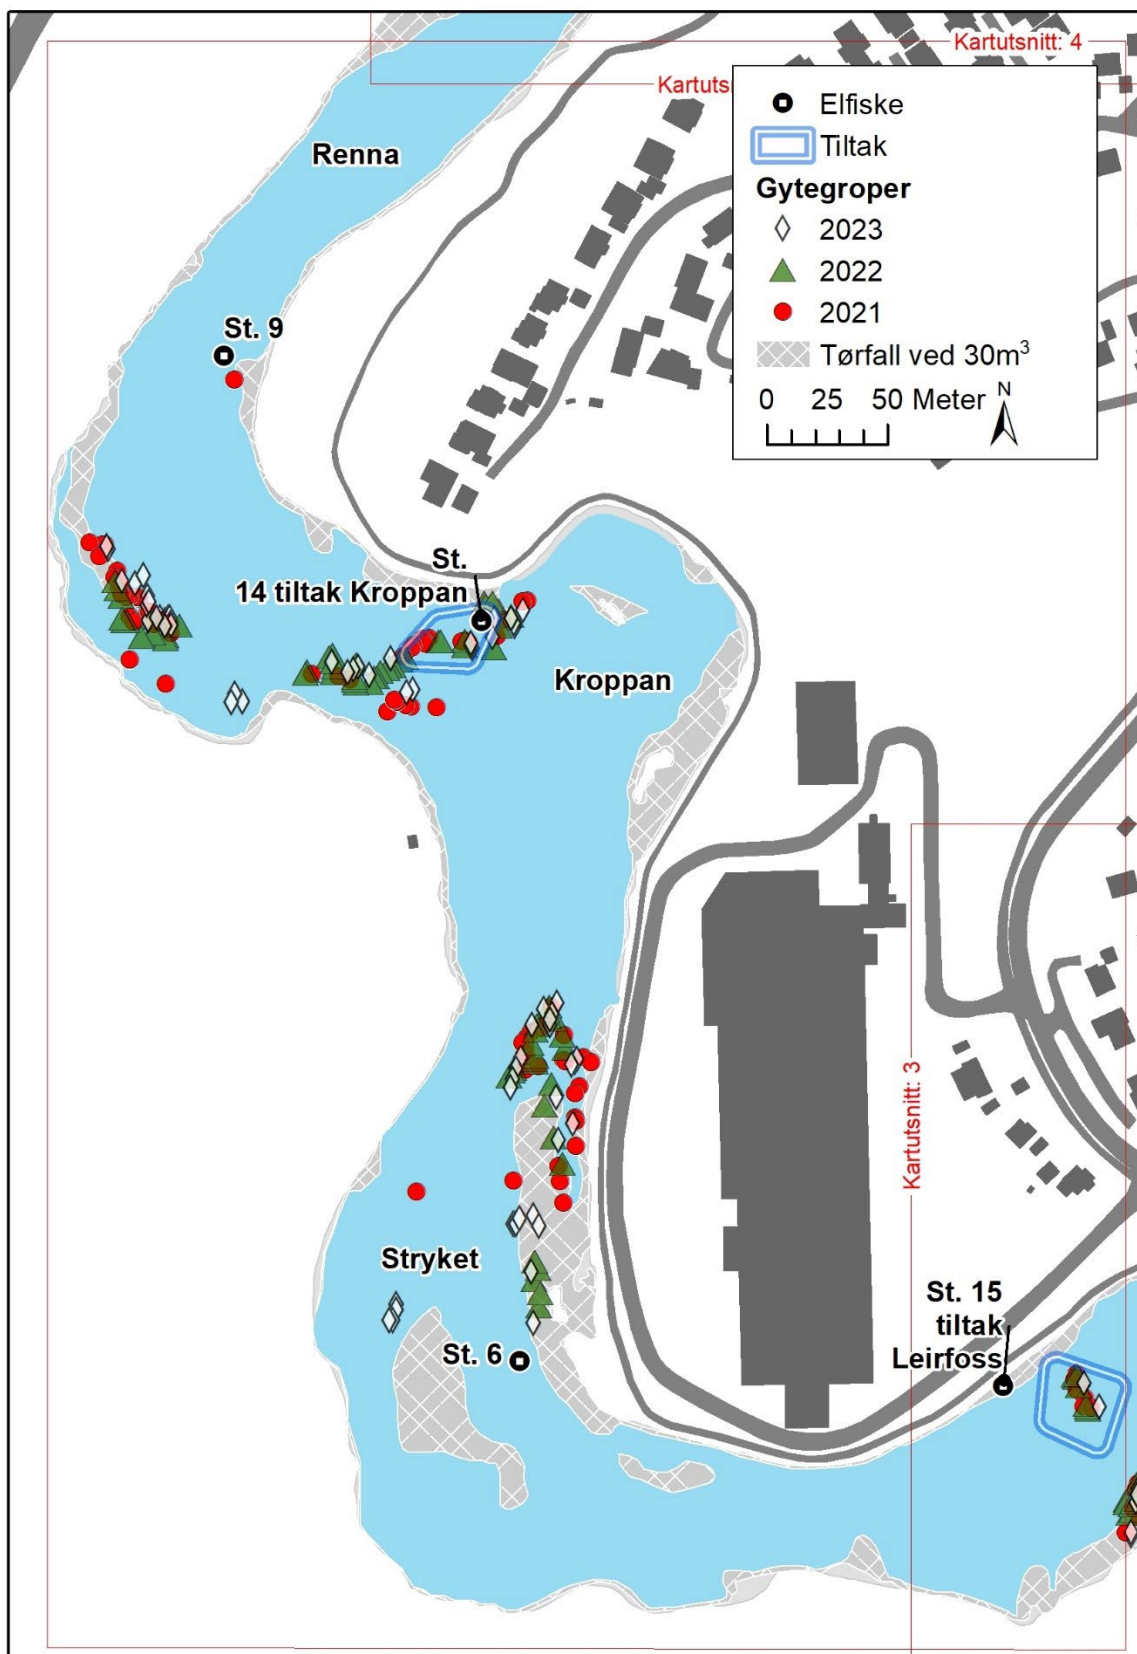 Kartutsnitt: 4
Kartuts
Elfiske
Tiltak
Gytegroper
2023
2022
2021
Tørfall ved 30m³
0 25 50 Meter
N
Renna
St. 9
St.
14 tiltak Kroppan
Kroppan
Kartutsnitt: 3
Stryket
St. 6
St. 15
tiltak
Leirfoss